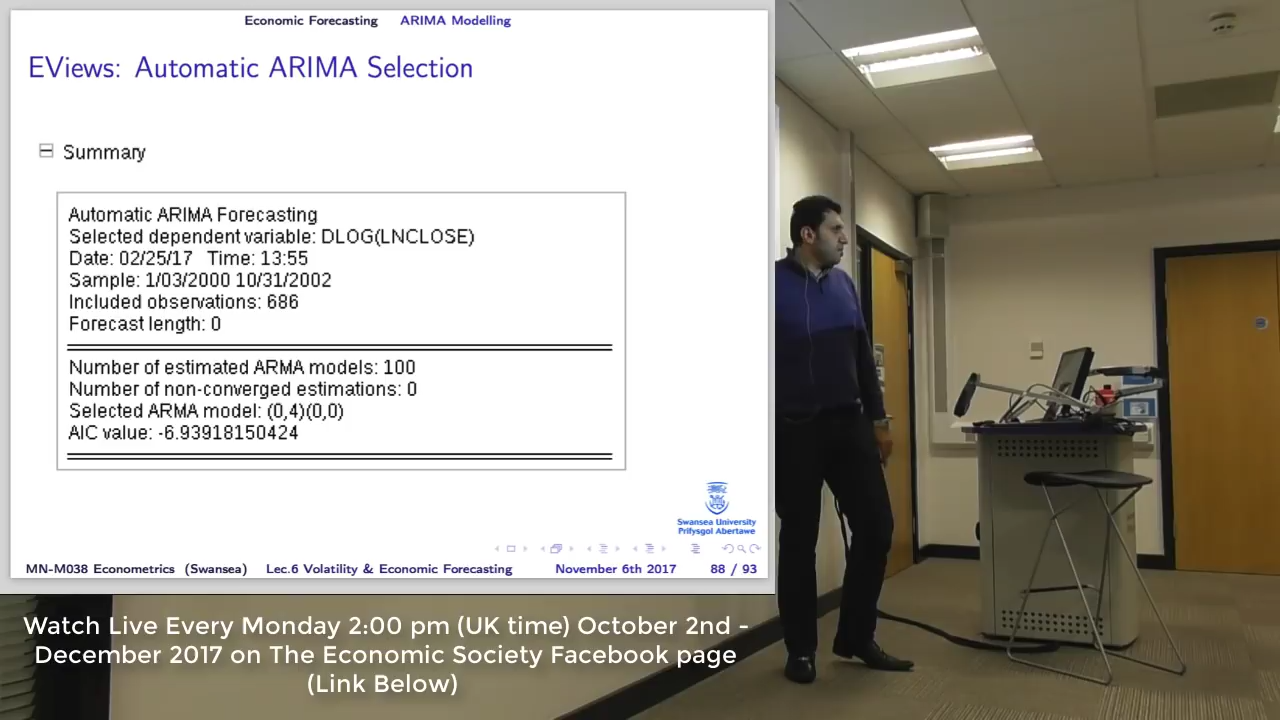 Economic Forecasting ARIMA Modelling
EViews: Automatic ARIMA Selection
Summary
Automatic ARIMA Forecasting
Selected dependent variable: DLOG(LNCLOSE)
Date: 02/25/17 Time: 13:55
Sample: 1/03/2000 10/31/2002
Included observations: 686
Forecast length: 0
Number of estimated ARMA models: 100
Number of non-converged estimations: 0
Selected ARMA model: (0,4)(0,0)
AIC value: -6.93918150424
Swansea University
Prifysgol Abertawe
MN-M038 Econometrics (Swansea) Lec.6 Volatility & Economic Forecasting November 6th 2017 88 / 93
Watch Live Every Monday 2:00 pm (UK time) October 2nd -
December 2017 on The Economic Society Facebook page
(Link Below)